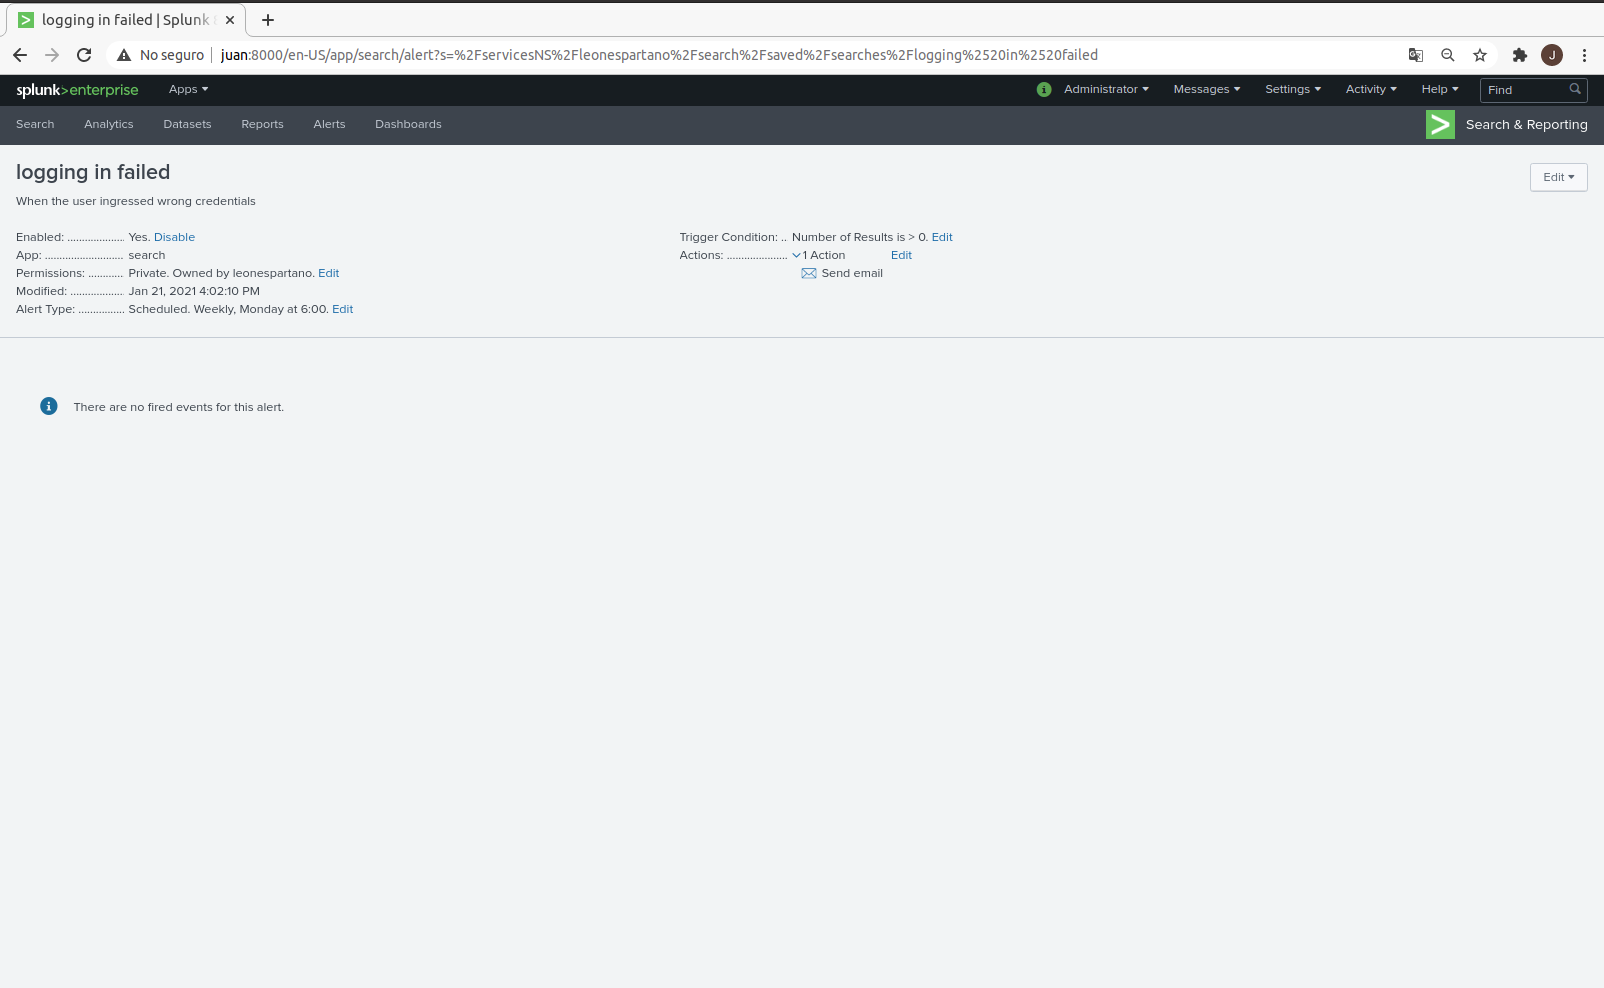 logging in failed | Splunk
No seguro
juan:8000/en-US/app/search/alert?s=%2FservicesNS%2Fleonespartano%2Fsearch%2Fsaved%2Fsearches%2Flogging%2520in%2520failed
J
splunk>enterprise Apps
i Administrator Messages Settings Activity Help Find
Search Analytics Datasets Reports Alerts Dashboards
> Search & Reporting
logging in failed
Edit
When the user ingressed wrong credentials
Enabled: .................... Yes. Disable
App: ........................... search
Permissions: ............ Private. Owned by leonespartano. Edit
Modified: ................... Jan 21, 2021 4:02:10 PM
Alert Type: ................ Scheduled. Weekly, Monday at 6:00. Edit
Trigger Condition: .. Number of Results is > 0. Edit
Actions: ..................... 1 Action Edit
Send email
i There are no fired events for this alert.